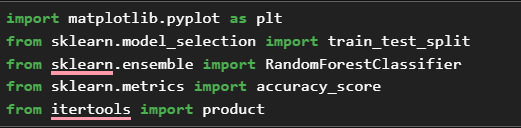 import matplotlib.pyplot as plt
from sklearn.model_selection import train_test_split
from sklearn.ensemble import RandomForestClassifier
from sklearn.metrics import accuracy_score
from itertools import product